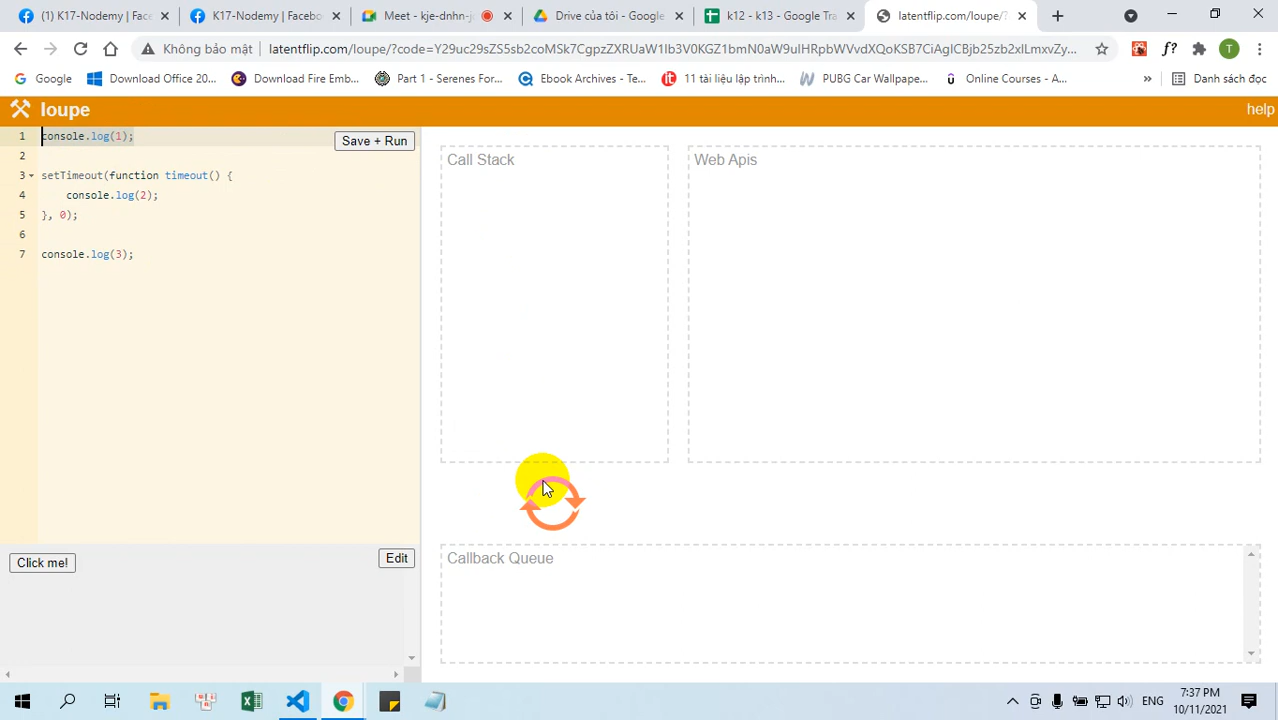 (1) K17-Nodemy | Faceb
K17-Nodemy | Facebook
Meet - kje-dnhn-j
Drive của tôi - Google
k12 - k13 - Google Tra
latentflip.com/loupe/?
Không bảo mật
latentflip.com/loupe/?code=Y29uc29sZS5sb2coMSk7CgpzZXRUaW1lb3V0KGZ1bmN0aW9uIHRpbWVvdXQoKSB7CiAgICBjb25zb2xlLmxvZy...
Google
Download Office 20...
Download Fire Emb...
Part 1 - Serenes For...
Ebook Archives - Te...
11 tài liệu lập trình...
PUBG Car Wallpape...
Online Courses - A...
»
Danh sách đọc
loupe
help
1 console.log(1);
Save + Run
2
3 setTimeout(function timeout() {
4 console.log(2);
5 }, 0);
6
7 console.log(3);
Call Stack
Web Apis
Click me!
Edit
Callback Queue
ENG
7:37 PM
10/11/2021